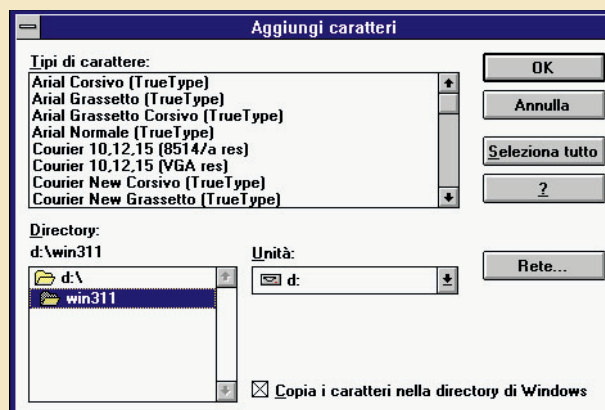 Aggiungi caratteri
Tipi di carattere:
Arial Corsivo (TrueType)
Arial Grassetto (TrueType)
Arial Grassetto Corsivo (TrueType)
Arial Normale (TrueType)
Courier 10,12,15 (8514/a res)
Courier 10,12,15 (VGA res)
Courier New Corsivo (TrueType)
Courier New Grassetto (TrueType)
OK
Annulla
Seleziona tutto
?
Directory:
d:\win311
d:\
win311
Unità:
d:
Rete...
Copia i caratteri nella directory di Windows